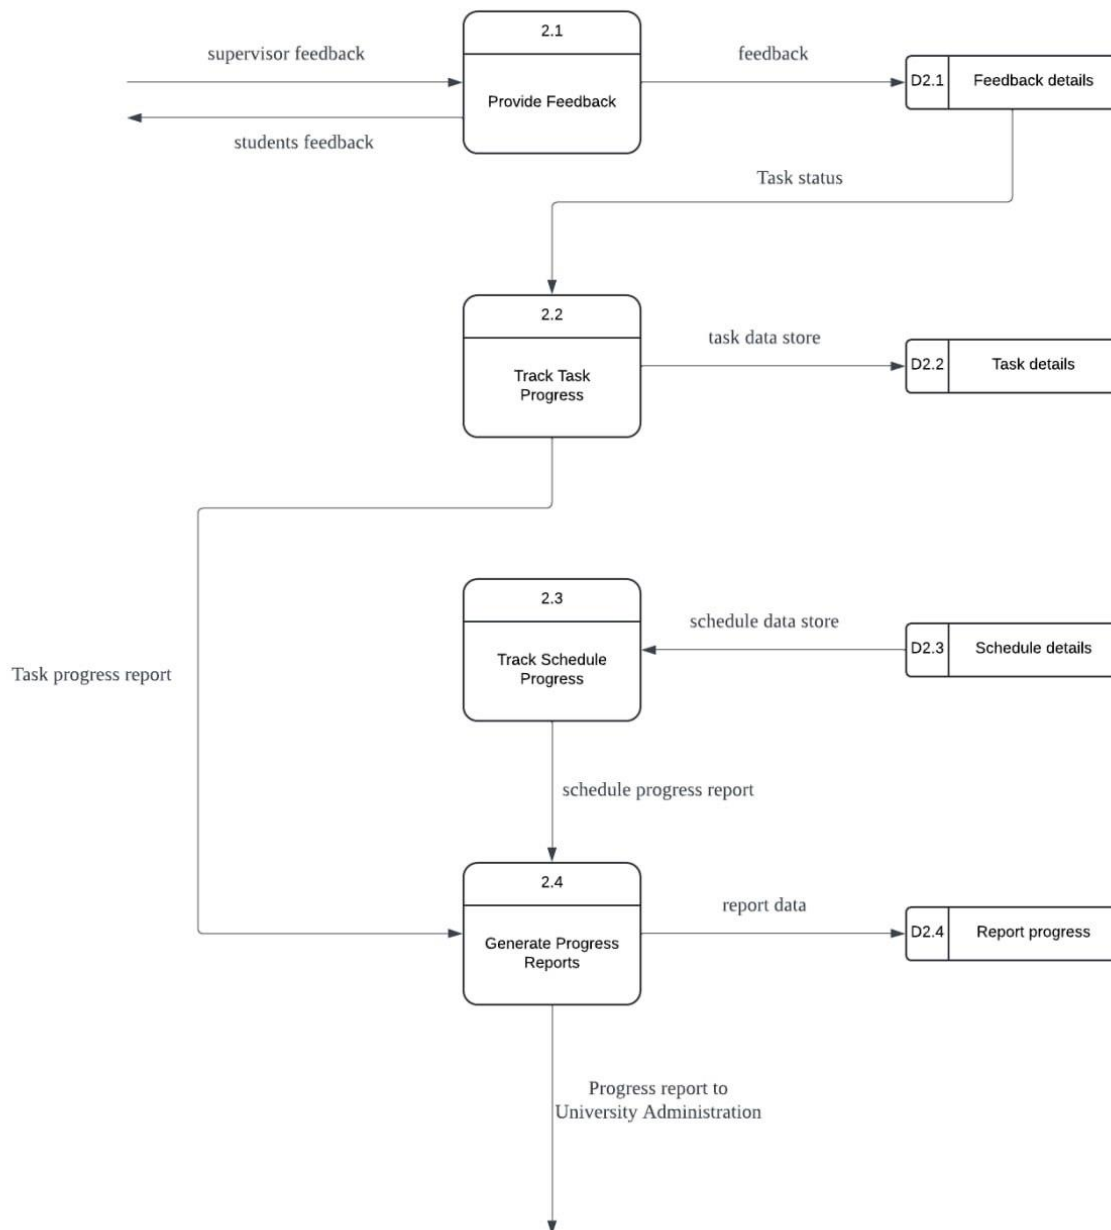 2.1
supervisor feedback
feedback
D2.1
Feedback details
Provide Feedback
students feedback
Task status
2.2
task data store
D2.2
Task details
Track Task
Progress
2.3
schedule data store
D2.3
Schedule details
Track Schedule
Progress
Task progress report
schedule progress report
2.4
report data
D2.4
Report progress
Generate Progress
Reports
Progress report to
University Administration